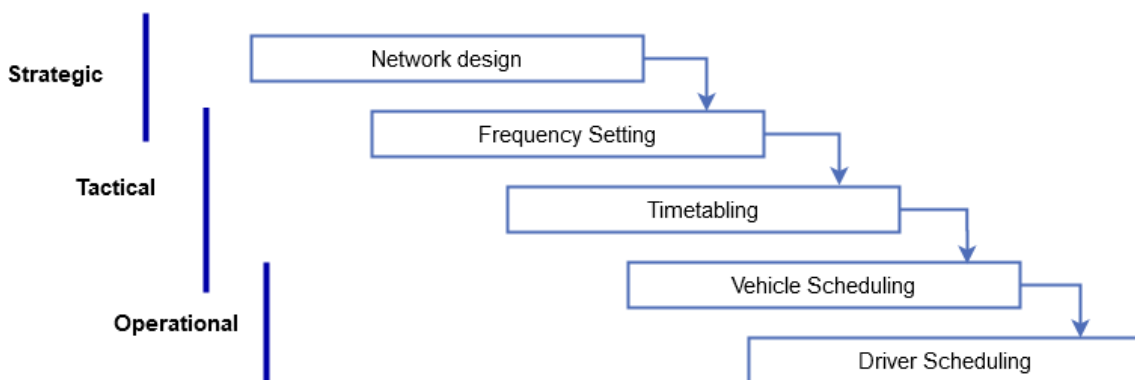 Network design
Strategic
Frequency Setting
Tactical
Timetabling
Vehicle Scheduling
Operational
Driver Scheduling